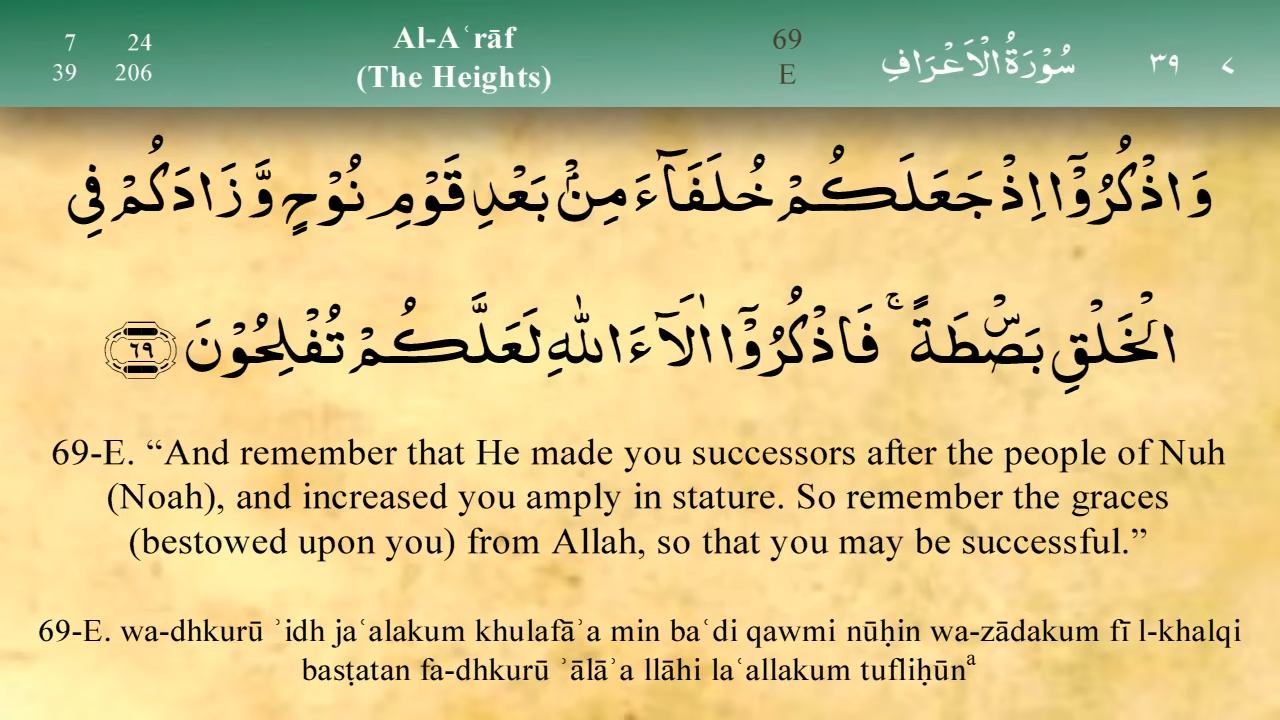 7 24
39 206
Al-Aʿrāf
(The Heights)
69
E
سُوْرَةُ الْاَعْرَافِ
٣٩
٧
وَاذْكُرُوْۤا اِذْ جَعَلَكُمْ خُلَفَآءَ مِنْۢ بَعْدِ قَوْمِ نُوْحٍ وَّ زَادَكُمْ فِی
الْخَلْقِ بَصْۜطَةً ۚ فَاذْكُرُوْۤا اٰلَآءَ اللّٰهِ لَعَلَّكُمْ تُفْلِحُوْنَ ٦٩
69-E. “And remember that He made you successors after the people of Nuh
(Noah), and increased you amply in stature. So remember the graces
(bestowed upon you) from Allah, so that you may be successful.”
69-E. wa-dhkurū ʾidh jaʿalakum khulafāʾa min baʿdi qawmi nūḥin wa-zādakum fī l-khalqi
basṭatan fa-dhkurū ʾālāʾa llāhi laʿallakum tufliḥūnᵃ